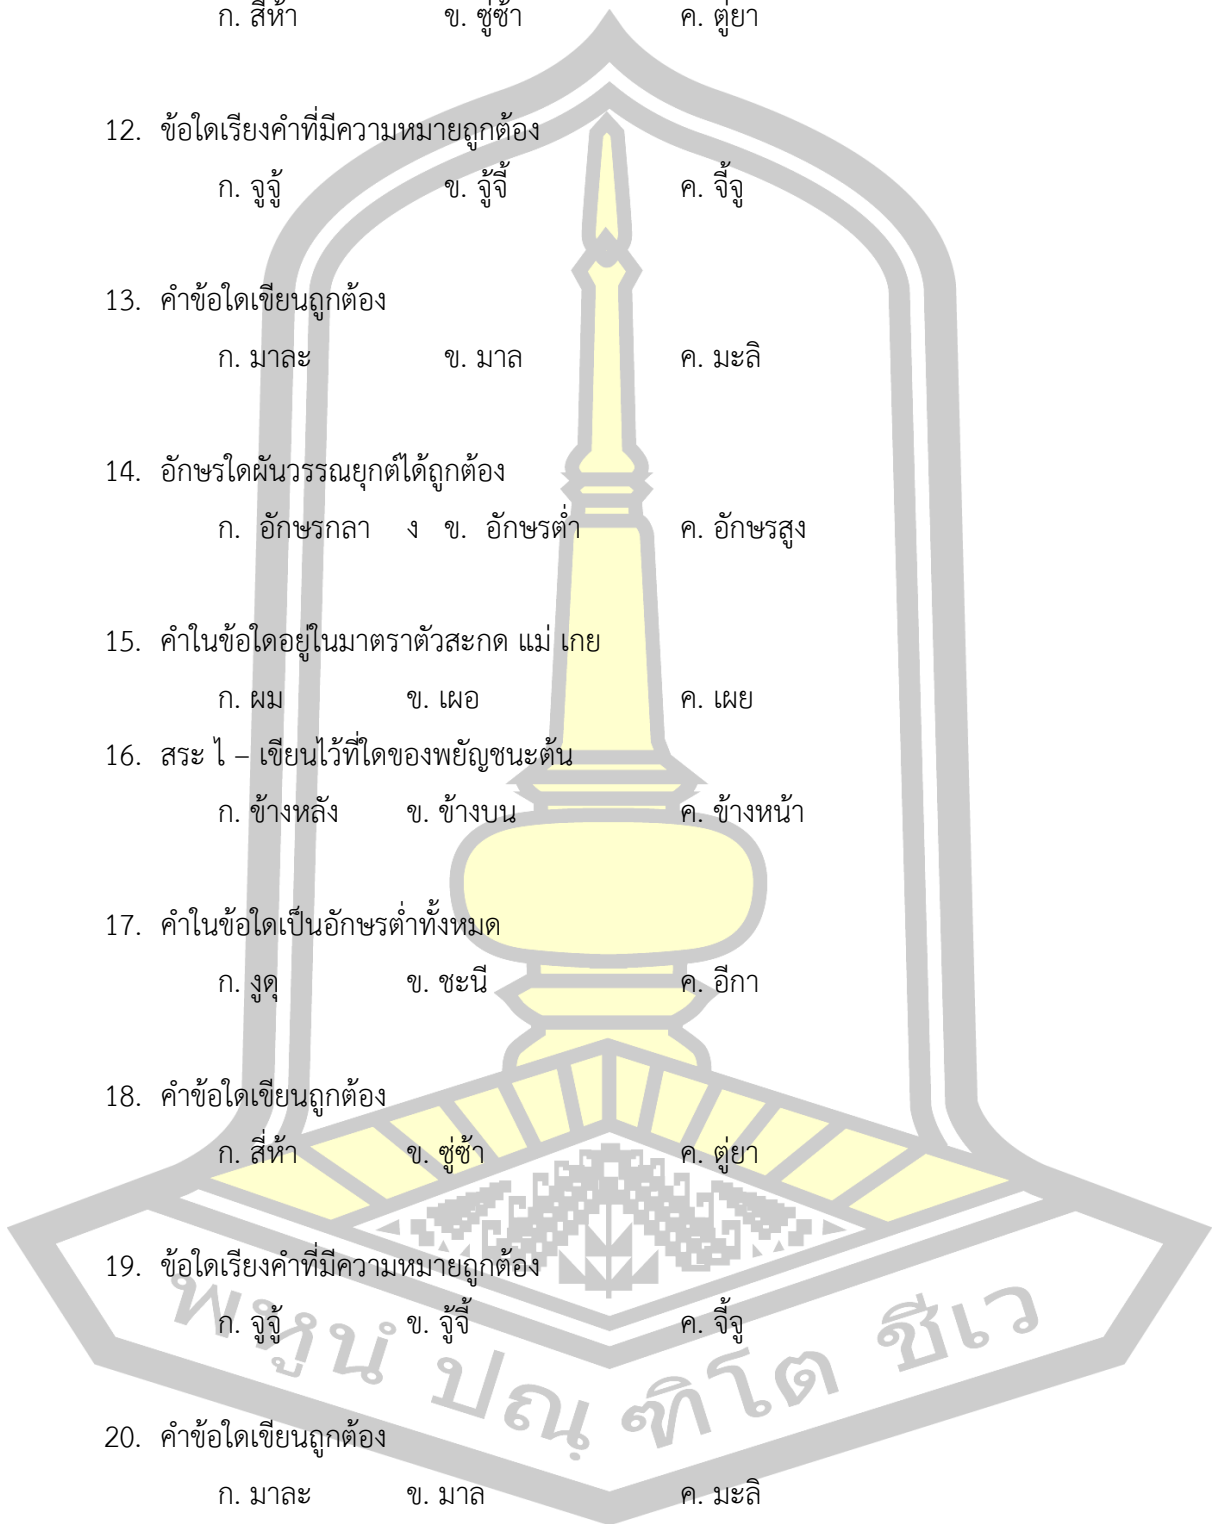 ก. สี่ห้า ข. ซู่ซ้า ค. ตู่ยา
12. ข้อใดเรียงคำที่มีความหมายถูกต้อง
ก. จูจู้ ข. จู้จี้ ค. จี้จู
13. คำข้อใดเขียนถูกต้อง
ก. มาละ ข. มาล ค. มะลิ
14. อักษรใดผันวรรณยุกต์ได้ถูกต้อง
ก. อักษรกลา ง ข. อักษรต่ำ ค. อักษรสูง
15. คำในข้อใดอยู่ในมาตราตัวสะกด แม่ เกย
ก. ผม ข. เผอ ค. เผย
16. สระ ไ – เขียนไว้ที่ใดของพยัญชนะต้น
ก. ข้างหลัง ข. ข้างบน ค. ข้างหน้า
17. คำในข้อใดเป็นอักษรต่ำทั้งหมด
ก. งูดุ ข. ชะนี ค. อีกา
18. คำข้อใดเขียนถูกต้อง
ก. สี่ห้า ข. ซู่ซ้า ค. ตู่ยา
19. ข้อใดเรียงคำที่มีความหมายถูกต้อง
ก. จูจู้ ข. จู้จี้ ค. จี้จู
20. คำข้อใดเขียนถูกต้อง
ก. มาละ ข. มาล ค. มะลิ
พหูนํ ปณฺ ฑิโต ชีเว